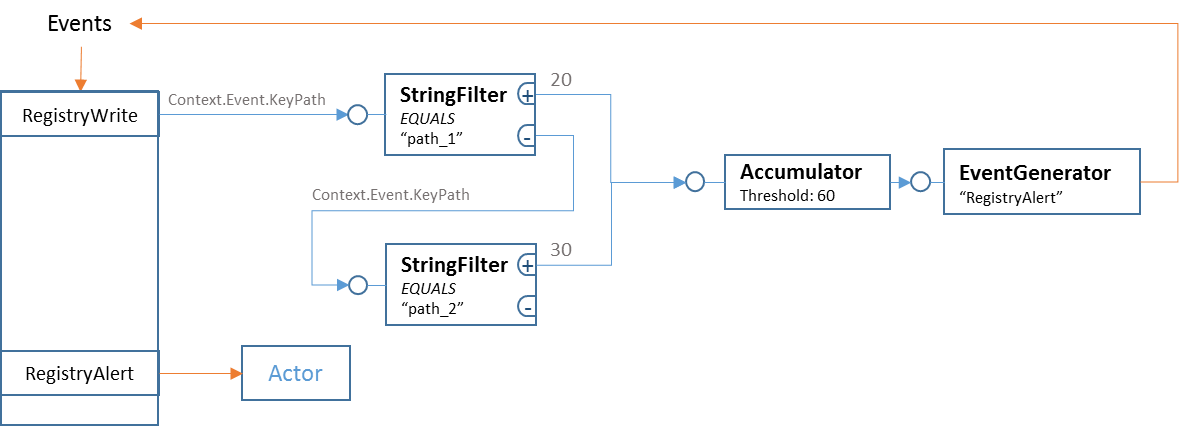 Events
RegistryWrite
Context.Event.KeyPath
StringFilter
EQUALS
“path_1”
+
-
20
Context.Event.KeyPath
StringFilter
EQUALS
“path_2”
+
-
30
Accumulator
Threshold: 60
EventGenerator
“RegistryAlert”
RegistryAlert
Actor